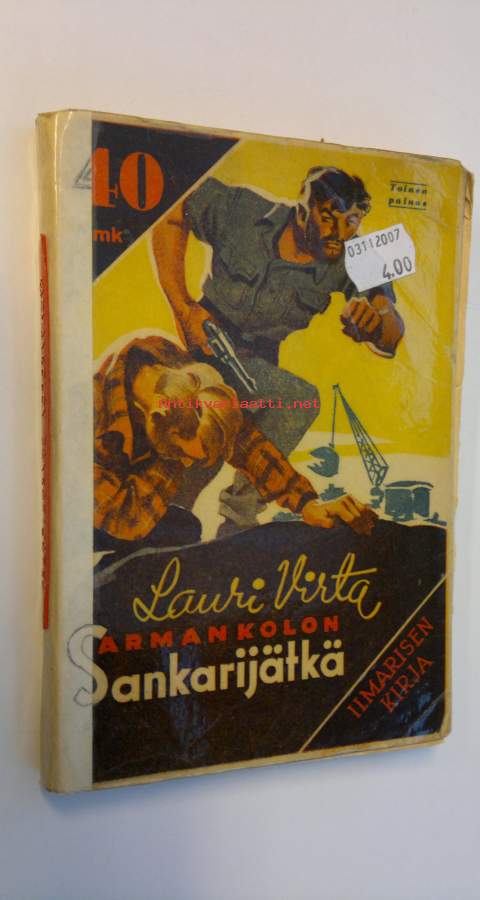 40
mk
Toinen
painos
03112007
4.00
Antikvariaatti.net
Lauri Virta
ARMANKOLON
Sankarijätkä
ILMARISEN
KIRJA